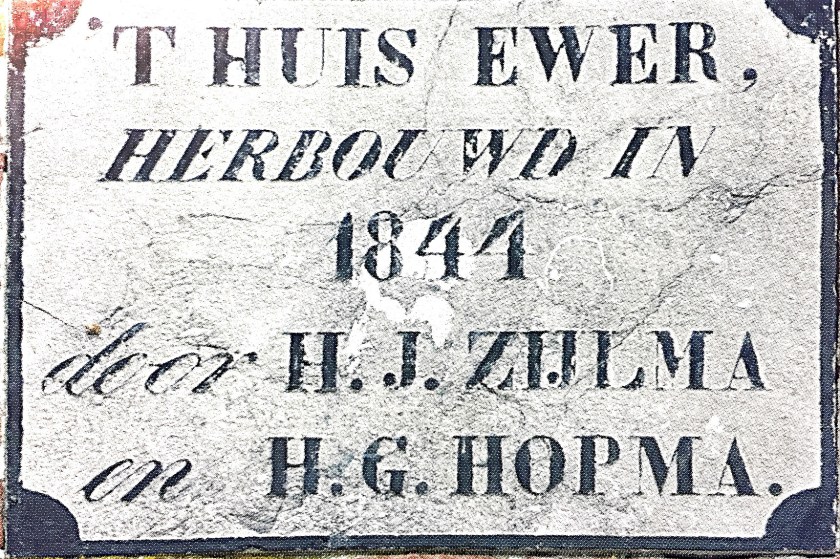 'T HUIS EWER,
HERBOUWD IN
1844
door H. J. ZIJLMA
en H. G. HOPMA.